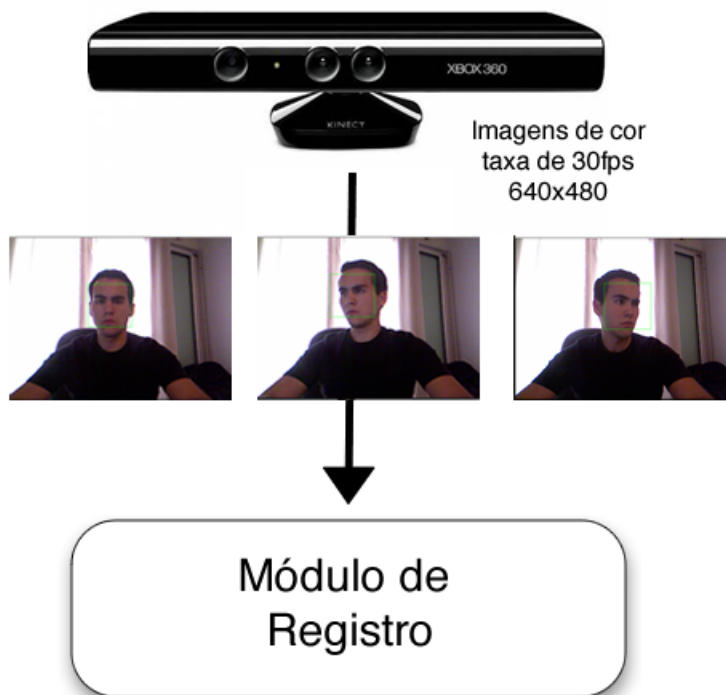 XBOX 360
KINECT
Imagens de cor
taxa de 30fps
640x480
Módulo de
Registro